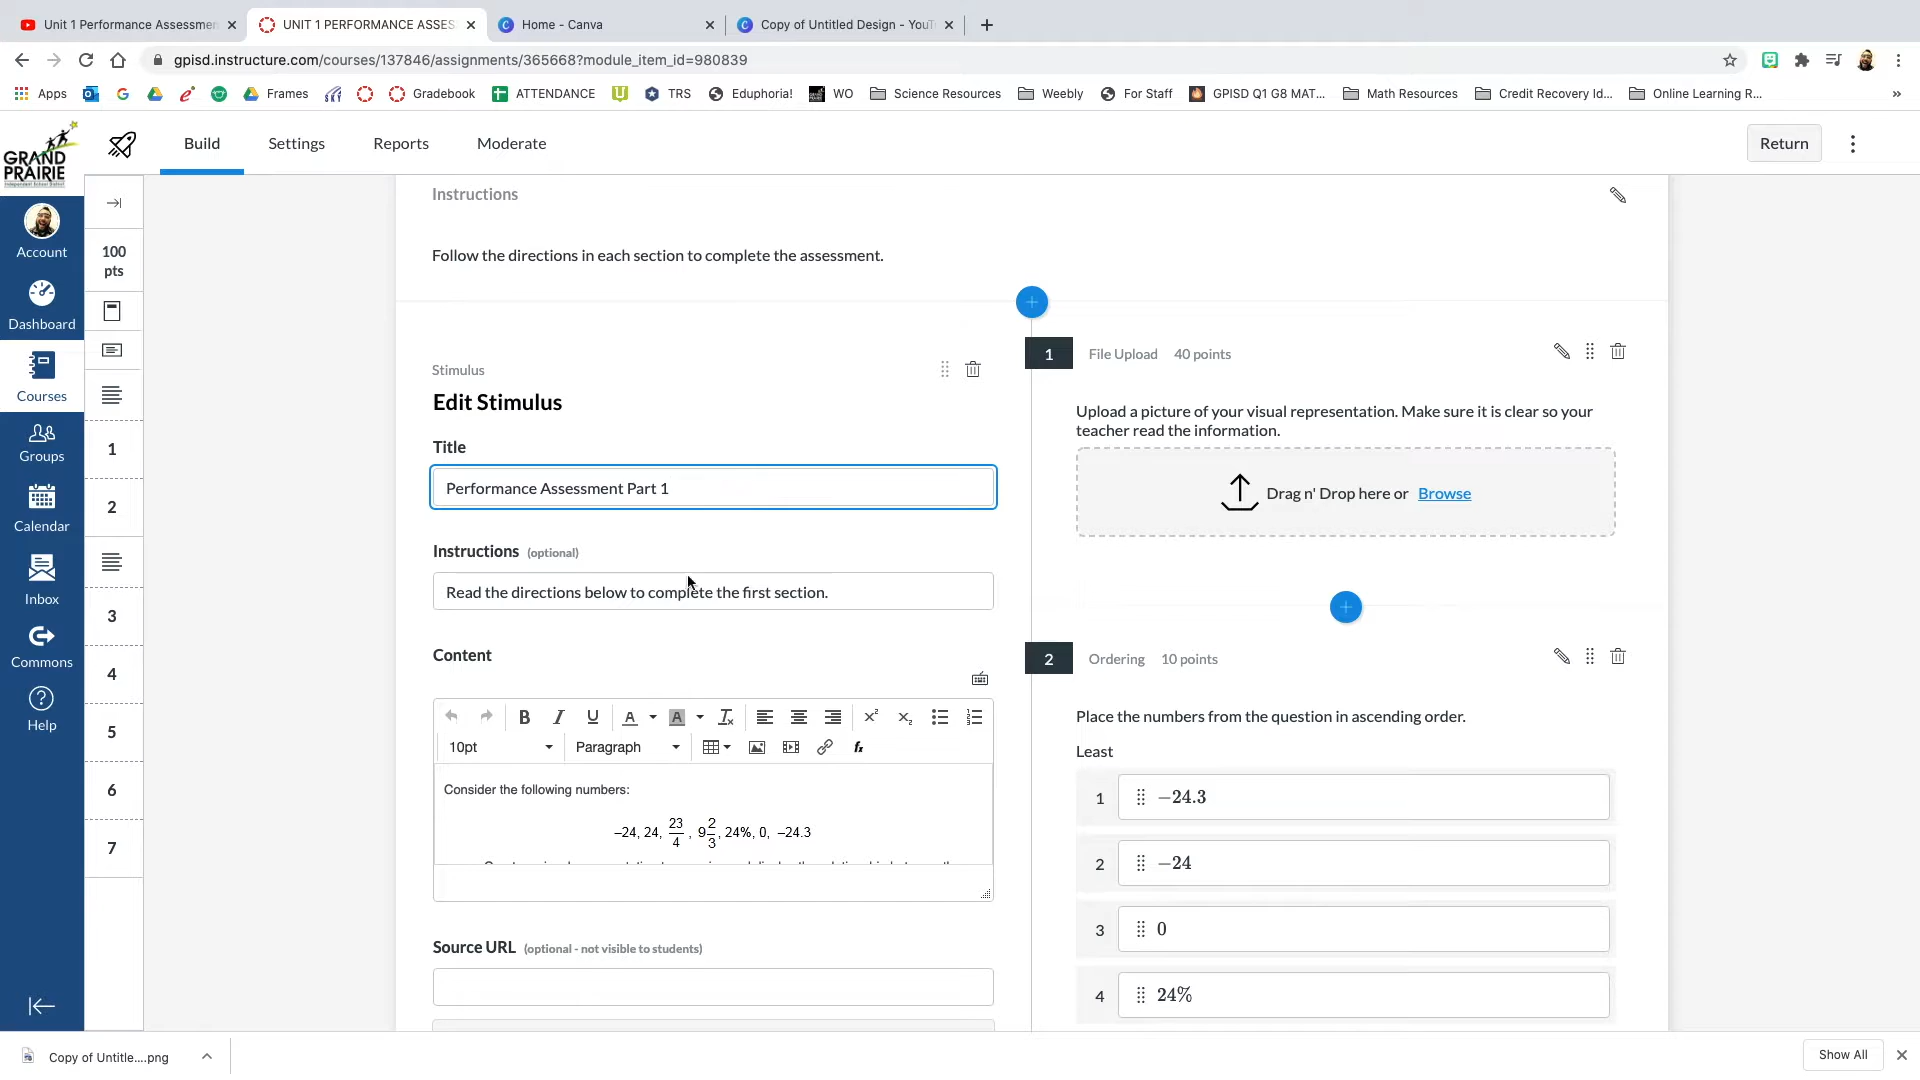 Unit 1 Performance Assessmen
UNIT 1 PERFORMANCE ASSES
Home - Canva
Copy of Untitled Design - YouT
gpisd.instructure.com/courses/137846/assignments/365668?module_item_id=980839
Apps
Frames
Gradebook
ATTENDANCE
TRS
Eduphoria!
WO
Science Resources
Weebly
For Staff
GPISD Q1 G8 MAT...
Math Resources
Credit Recovery Id...
Online Learning R...
»
GRAND
PRAIRIE
Independent School District
Build
Settings
Reports
Moderate
Return
Account
Dashboard
Courses
Groups
Calendar
Inbox
Commons
Help
100
pts
1
2
3
4
5
6
7
Instructions
Follow the directions in each section to complete the assessment.
Stimulus
Edit Stimulus
Title
Performance Assessment Part 1
Instructions (optional)
Read the directions below to complete the first section.
Content
B I U A A x² x₂
10pt
Paragraph
fx
Consider the following numbers:
–24, 24, 23/4 , 9 2/3, 24%, 0, –24.3
Source URL (optional - not visible to students)
1 File Upload 40 points
Upload a picture of your visual representation. Make sure it is clear so your
teacher read the information.
Drag n' Drop here or Browse
2 Ordering 10 points
Place the numbers from the question in ascending order.
Least
1 −24.3
2 −24
3 0
4 24%
Copy of Untitle....png
Show All